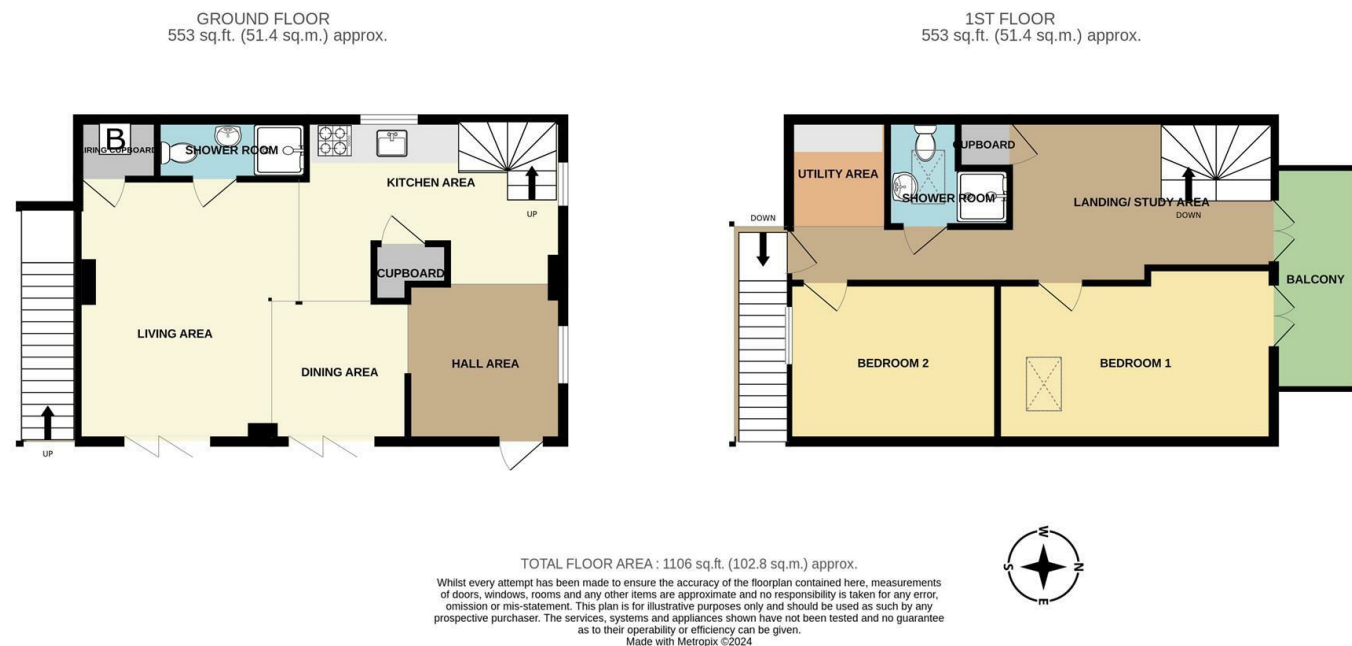 GROUND FLOOR
553 sq.ft. (51.4 sq.m.) approx.
1ST FLOOR
553 sq.ft. (51.4 sq.m.) approx.
B
IRING CUPBOARD
SHOWER ROOM
KITCHEN AREA
UP
CUPBOARD
LIVING AREA
DINING AREA
HALL AREA
UP
UTILITY AREA
CUPBOARD
SHOWER ROOM
LANDING/ STUDY AREA
DOWN
DOWN
BALCONY
BEDROOM 2
BEDROOM 1
W
N
S
E
TOTAL FLOOR AREA : 1106 sq.ft. (102.8 sq.m.) approx.
Whilst every attempt has been made to ensure the accuracy of the floorplan contained here, measurements
of doors, windows, rooms and any other items are approximate and no responsibility is taken for any error,
omission or mis-statement. This plan is for illustrative purposes only and should be used as such by any
prospective purchaser. The services, systems and appliances shown have not been tested and no guarantee
as to their operability or efficiency can be given.
Made with Metropix ©2024